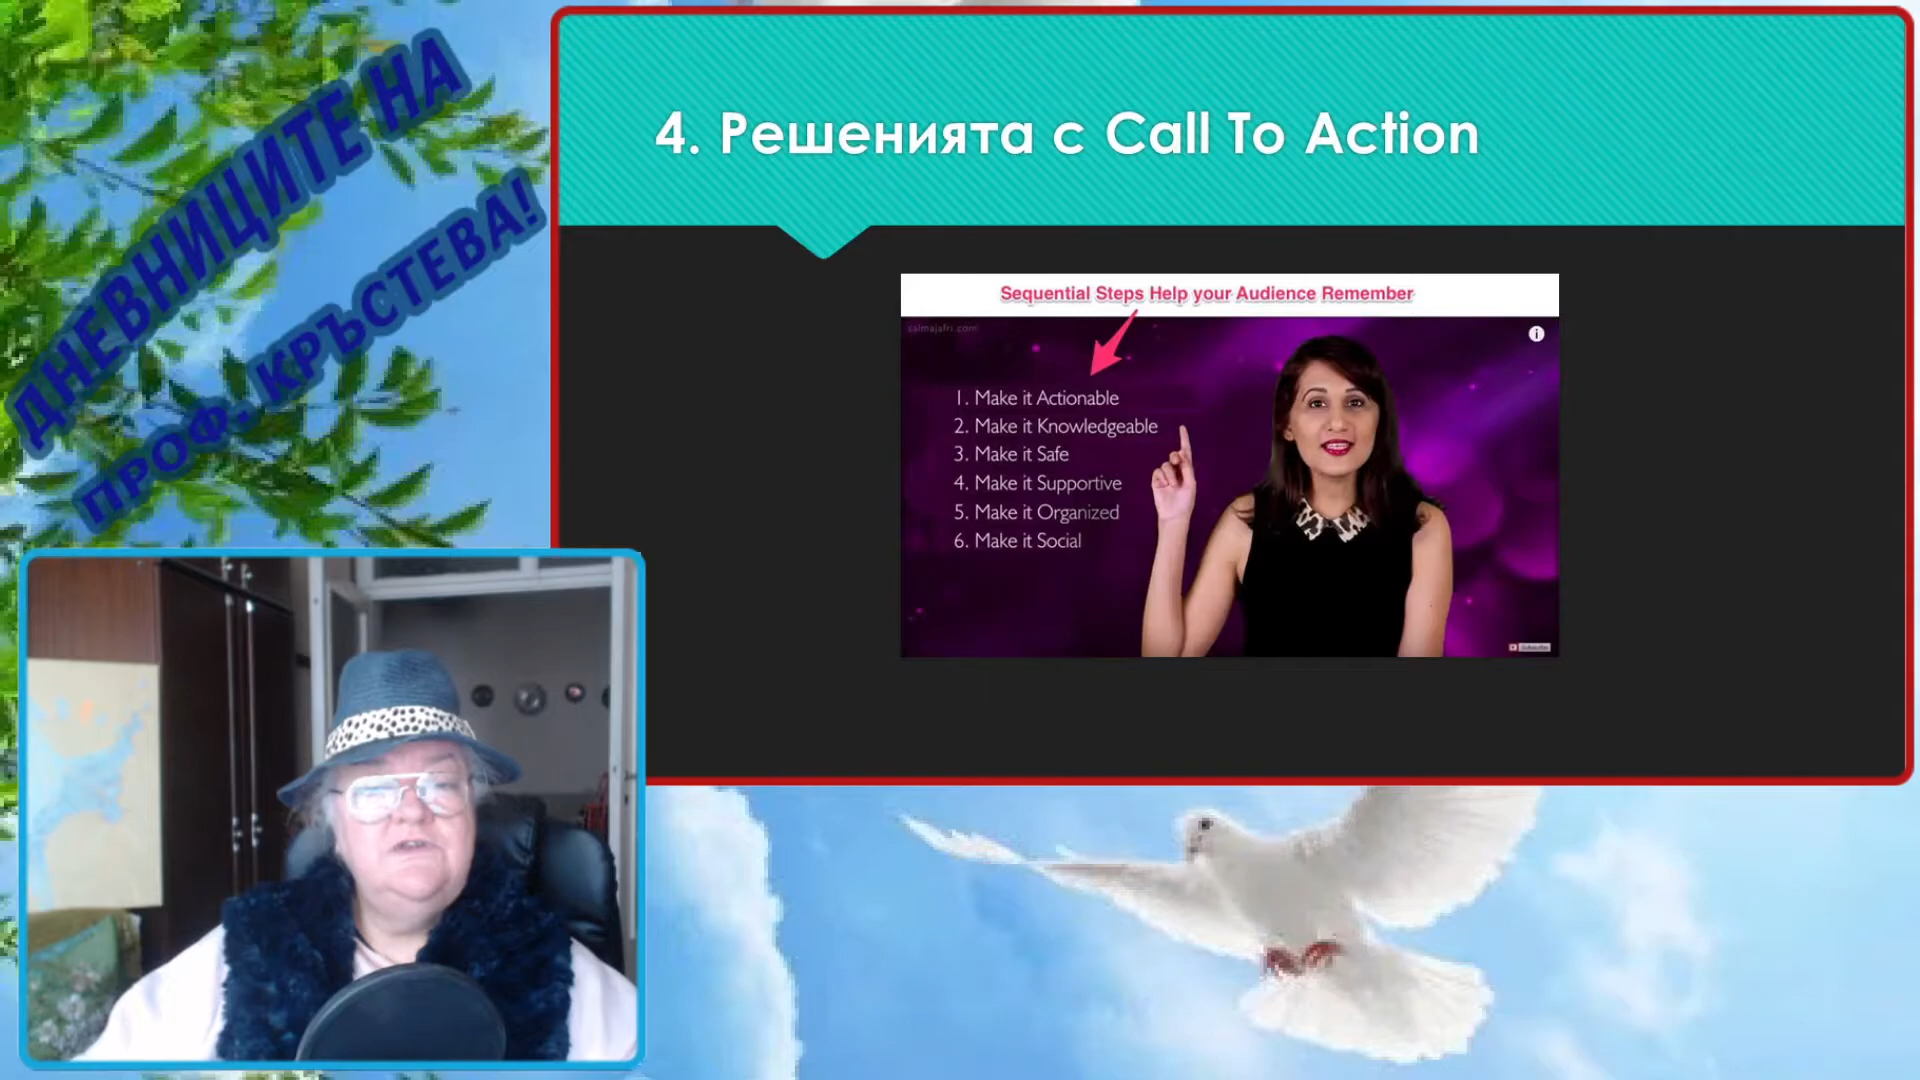 ДНЕВНИЦИТЕ НА
ПРОФ. КРЪСТЕВА!
4. Решенията с Call To Action
Sequential Steps Help your Audience Remember
salmajafri.com
1. Make it Actionable
2. Make it Knowledgeable
3. Make it Safe
4. Make it Supportive
5. Make it Organized
6. Make it Social